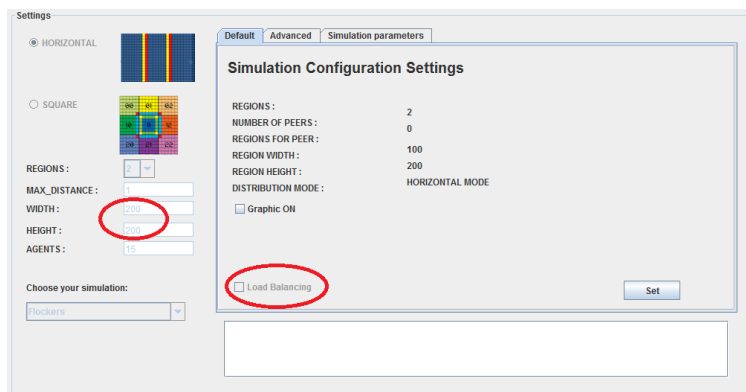 Settings
HORIZONTAL
SQUARE
00 01 02
10 12
20 21 22
REGIONS :
2
MAX_DISTANCE :
1
WIDTH :
200
HEIGHT :
200
AGENTS :
15
Choose your simulation:
Flockers
Default Advanced Simulation parameters
Simulation Configuration Settings
REGIONS : 2
NUMBER OF PEERS : 0
REGIONS FOR PEER :
REGION WIDTH : 100
REGION HEIGHT : 200
DISTRIBUTION MODE : HORIZONTAL MODE
Graphic ON
Load Balancing
Set